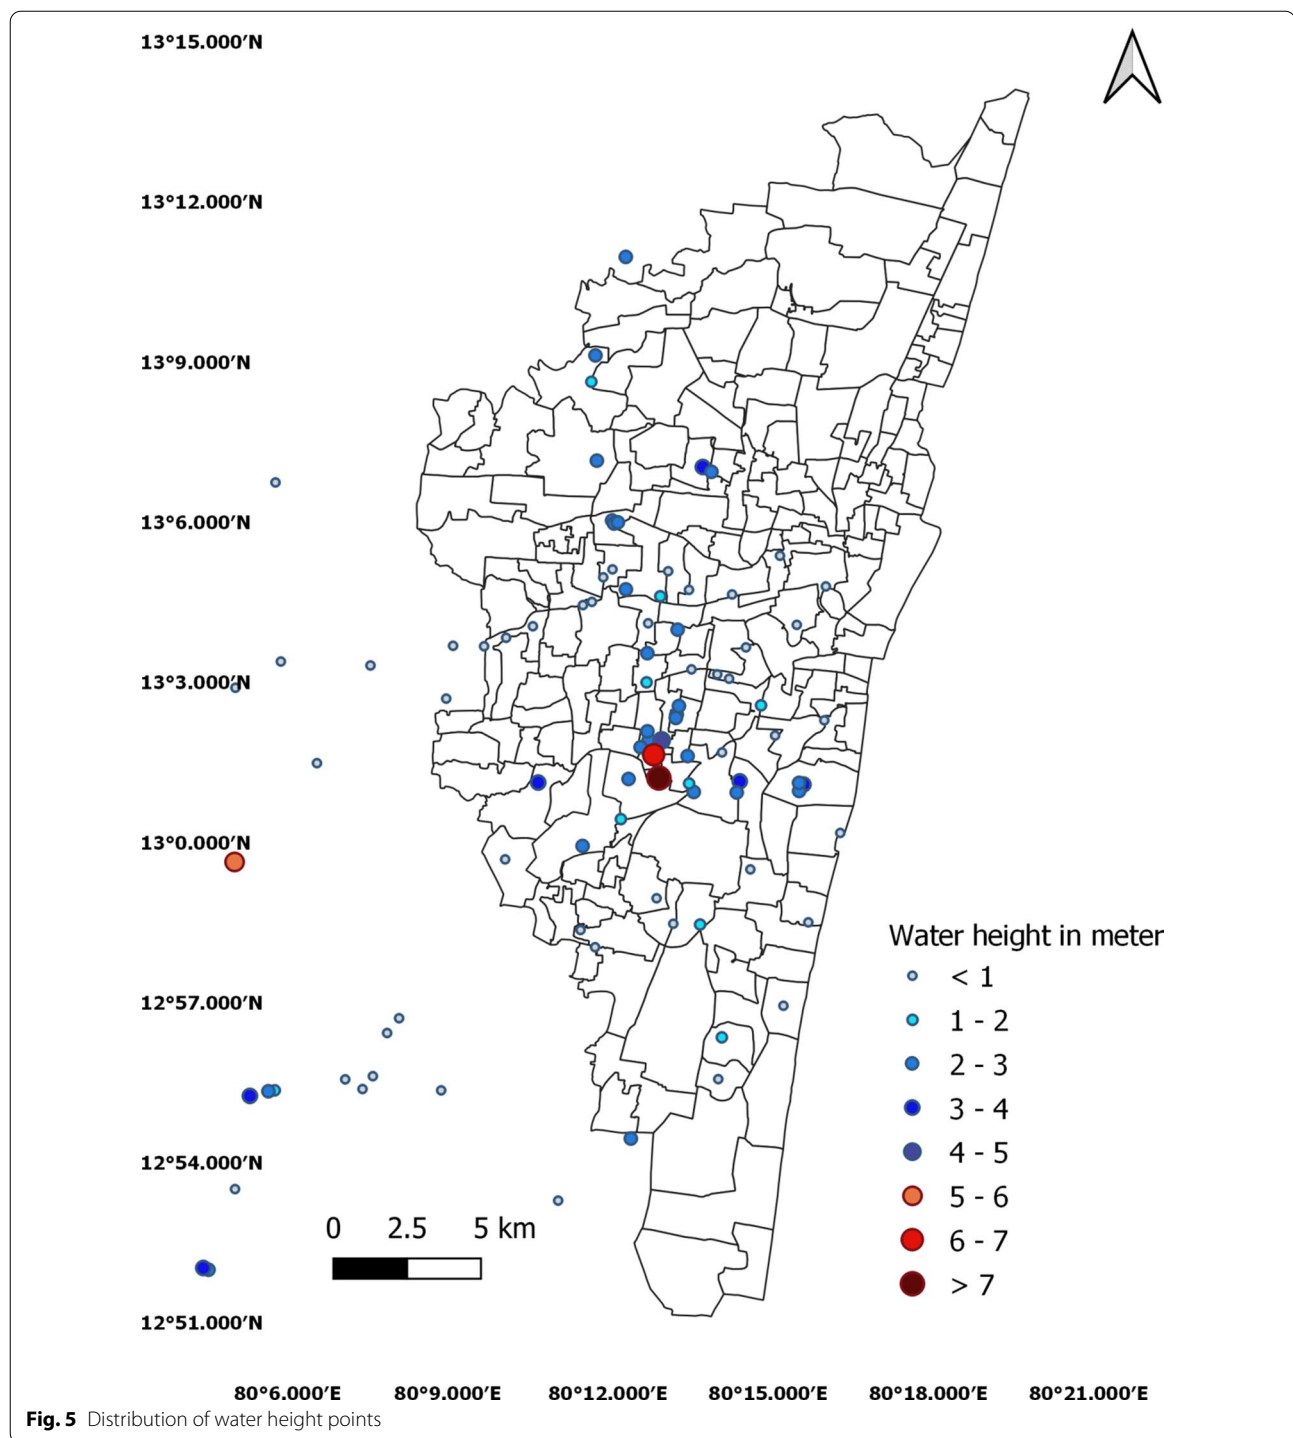 13°15.000′N
13°12.000′N
13°9.000′N
13°6.000′N
13°3.000′N
13°0.000′N
12°57.000′N
12°54.000′N
12°51.000′N
Water height in meter
< 1
1 - 2
2 - 3
3 - 4
4 - 5
5 - 6
6 - 7
> 7
0 2.5 5 km
80°6.000′E 80°9.000′E 80°12.000′E 80°15.000′E 80°18.000′E 80°21.000′E
Fig. 5 Distribution of water height points